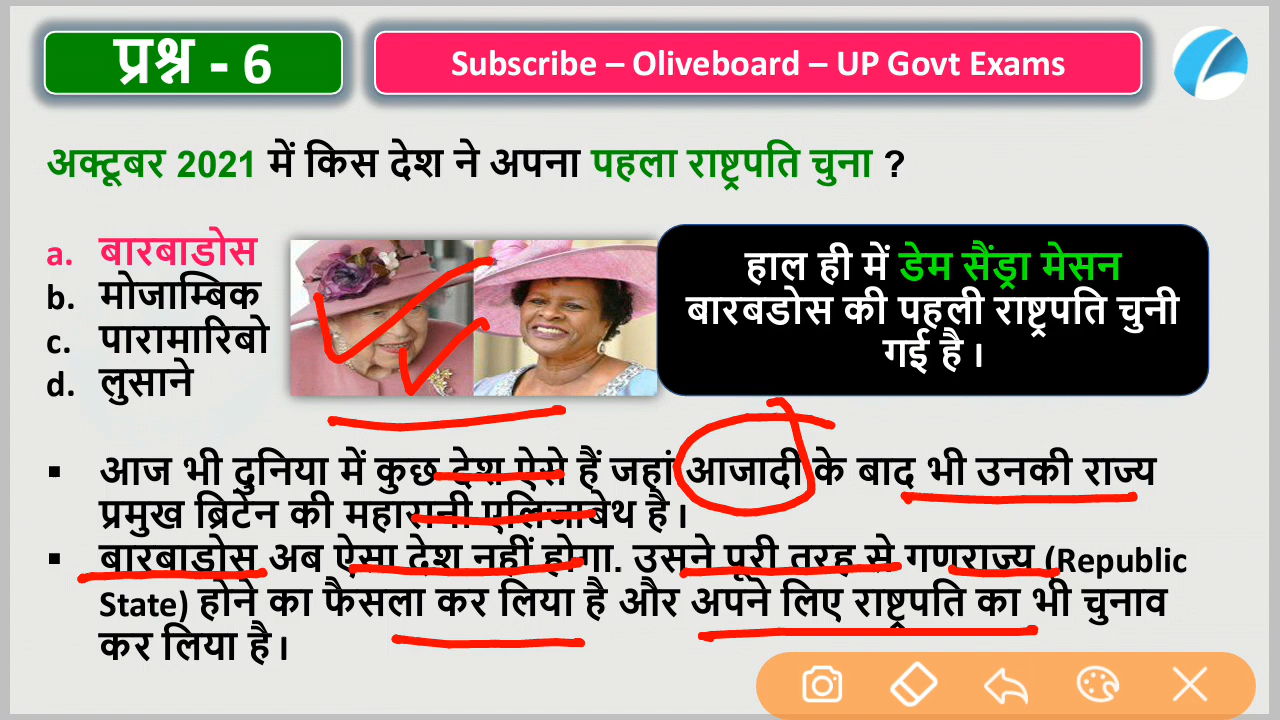 प्रश्न - 6
Subscribe – Oliveboard – UP Govt Exams
अक्टूबर 2021 में किस देश ने अपना पहला राष्ट्रपति चुना ?
a. बारबाडोस
b. मोजाम्बिक
c. पारामारिबो
d. लुसाने
हाल ही में डेम सैंड्रा मेसन
बारबडोस की पहली राष्ट्रपति चुनी
गई है ।
▪ आज भी दुनिया में कुछ देश ऐसे हैं जहां आजादी के बाद भी उनकी राज्य
प्रमुख ब्रिटेन की महारानी एलिजाबेथ है ।
▪ बारबाडोस अब ऐसा देश नहीं होगा. उसने पूरी तरह से गणराज्य (Republic
State) होने का फैसला कर लिया है और अपने लिए राष्ट्रपति का भी चुनाव
कर लिया है ।